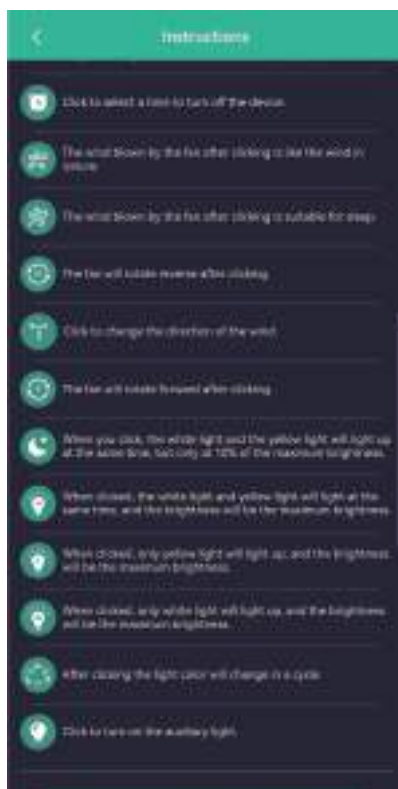 Instructions
Click to select a time to turn off the device
The wind blown by the fan after clicking is like the wind in
nature
The wind blown by the fan after clicking is suitable for sleep
The fan will rotate reverse after clicking
Click to change the direction of the wind
The fan will rotate forward after clicking
When you click, the white light and the yellow light will light up
at the same time, but only at 10% of the maximum brightness.
When clicked, the white light and yellow light will light at the
same time, and the brightness will be the maximum brightness.
When clicked, only yellow light will light up, and the brightness
will be the maximum brightness.
When clicked, only white light will light up, and the brightness
will be the maximum brightness.
After clicking the light color will change in a cycle
Click to turn on the auxiliary light